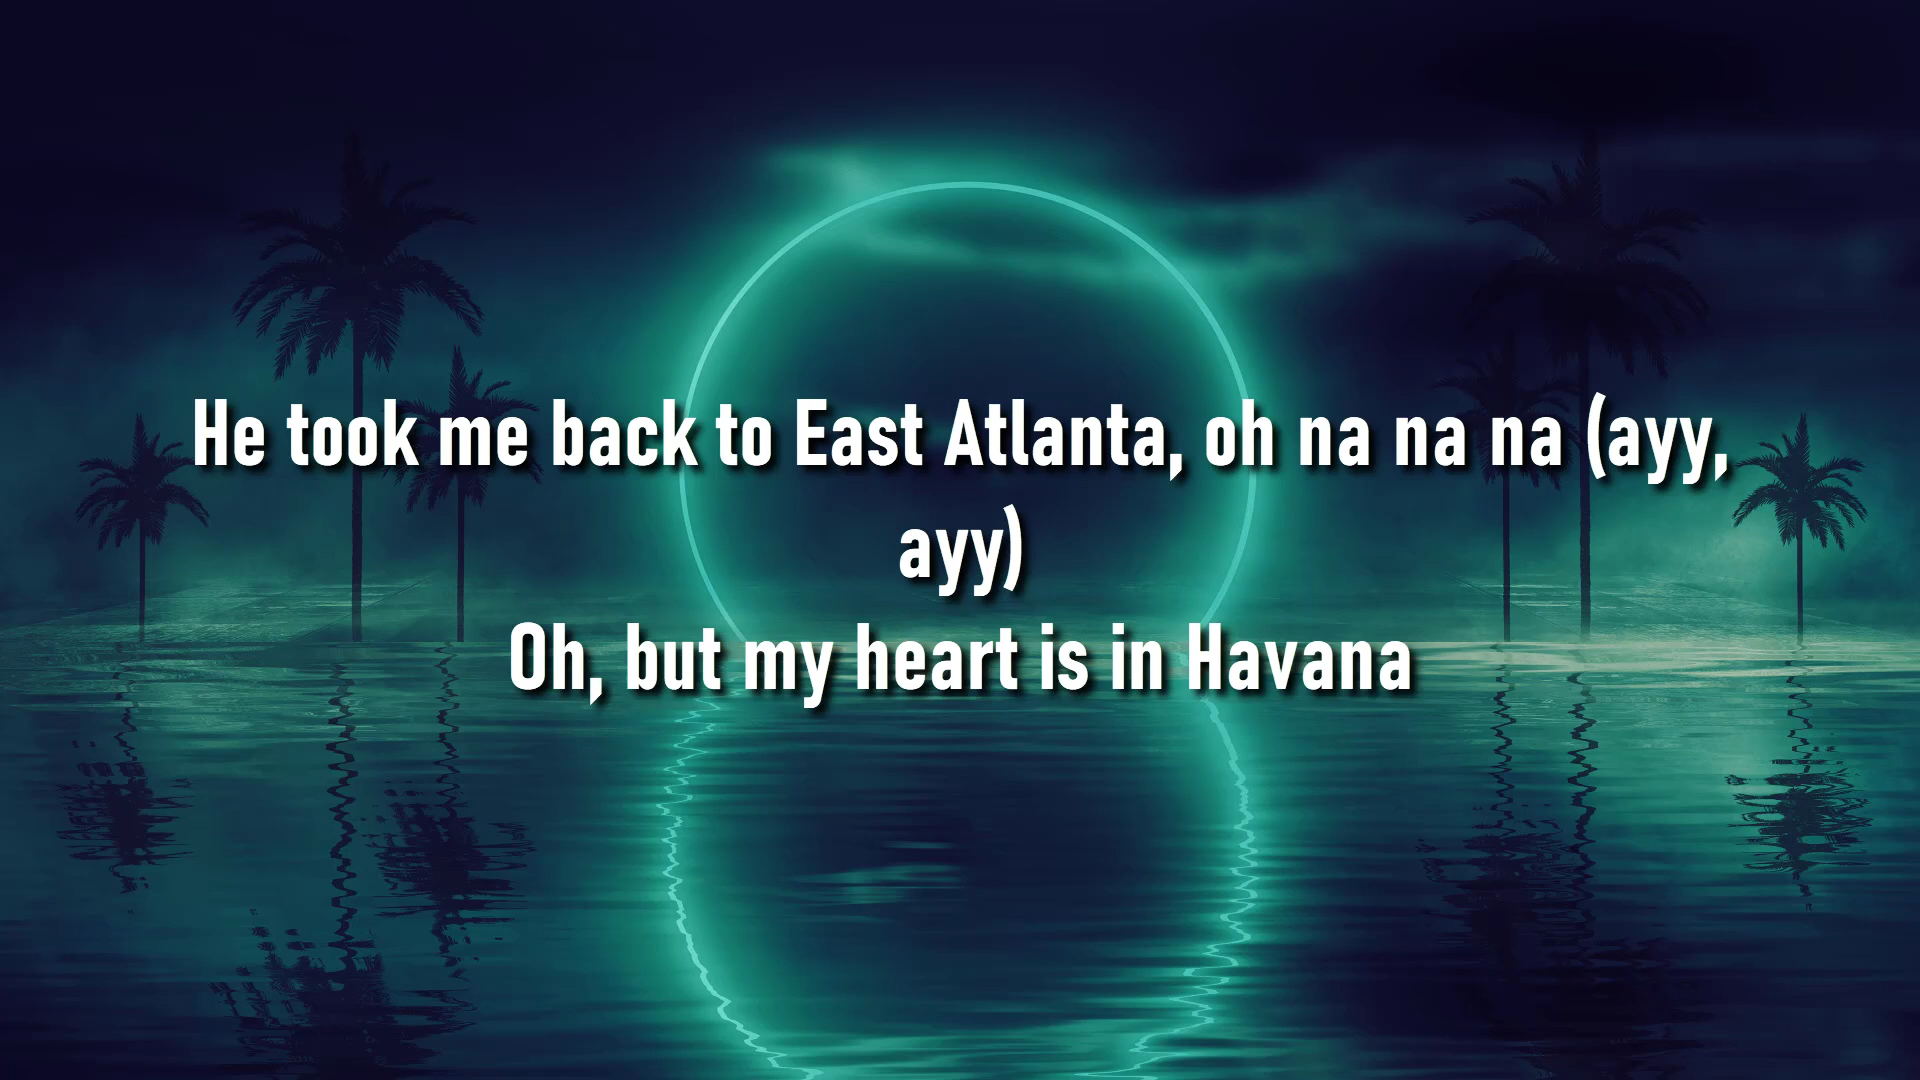 He took me back to East Atlanta, oh na na na (ayy,
ayy)
Oh, but my heart is in Havana